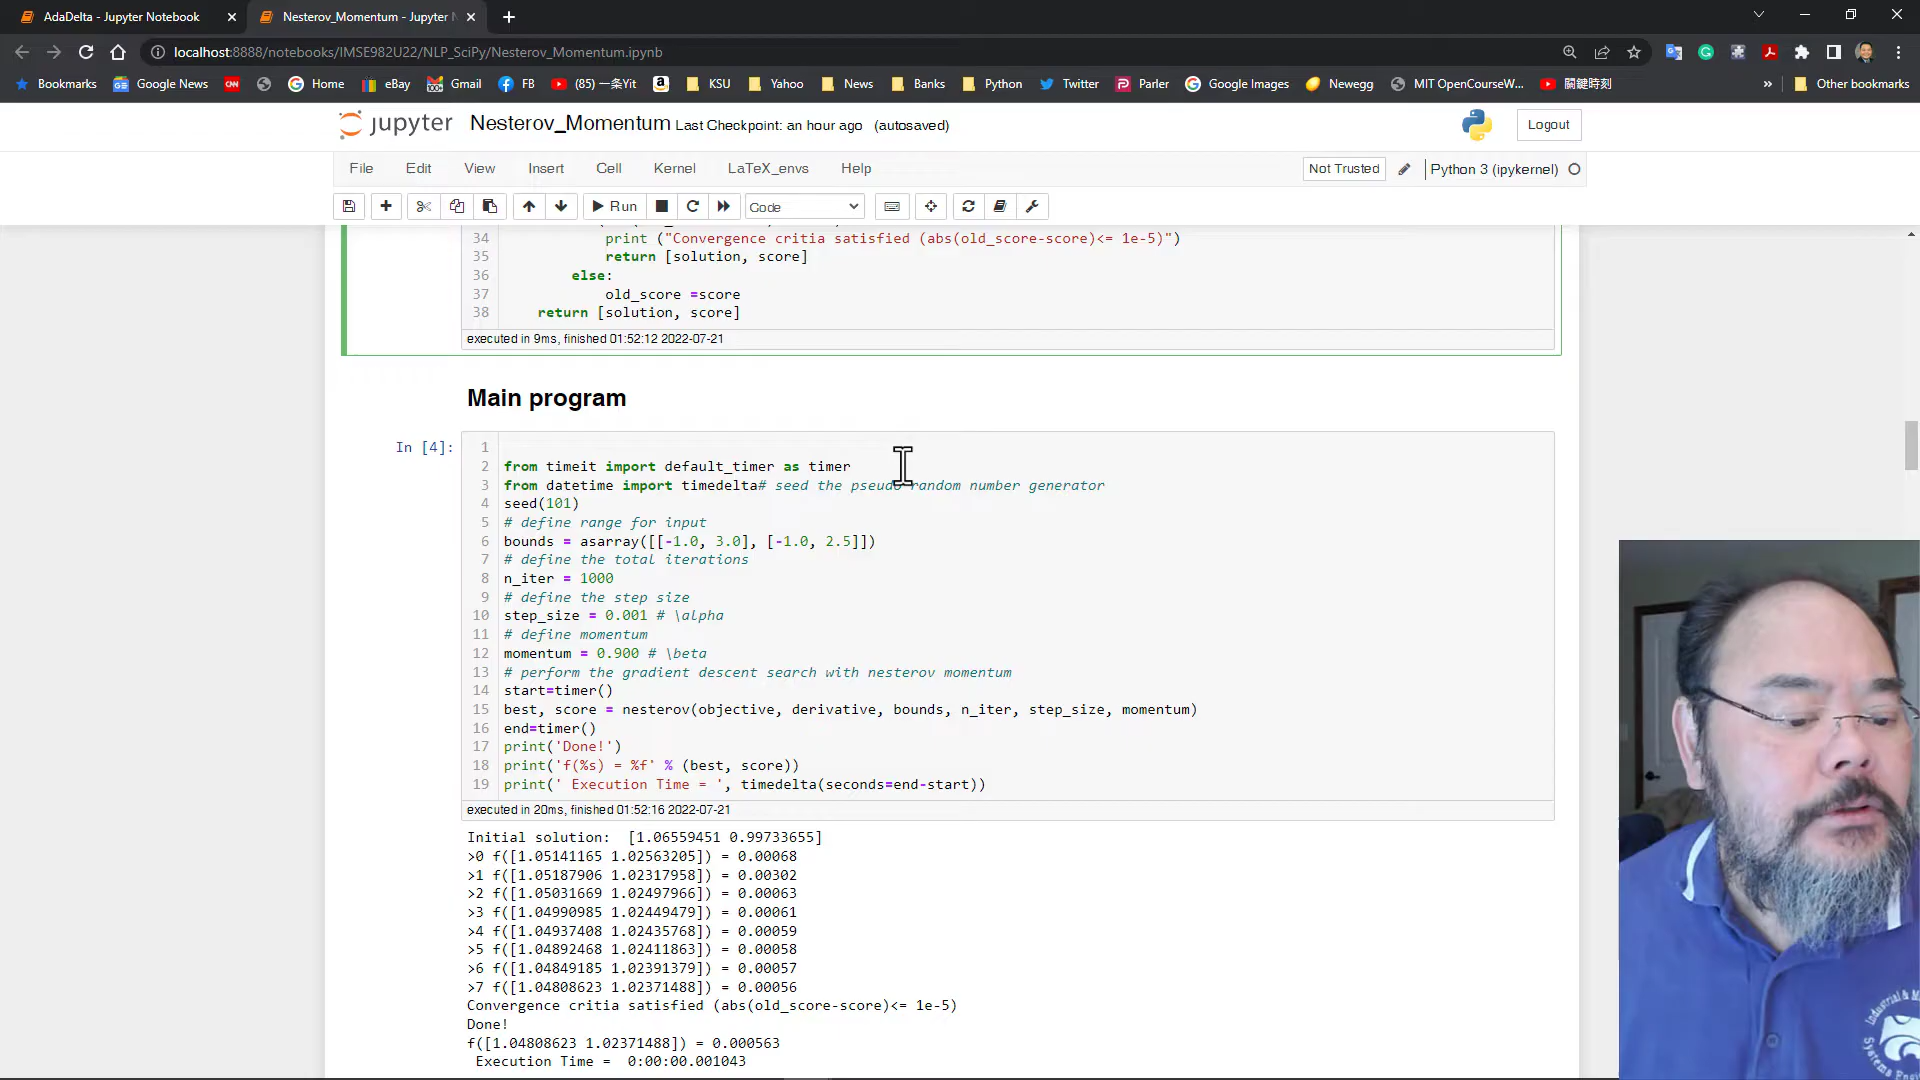 AdaDelta - Jupyter Notebook
Nesterov_Momentum - Jupyter N
localhost:8888/notebooks/IMSE982U22/NLP_SciPy/Nesterov_Momentum.ipynb
Bookmarks Google News CNN Home eBay Gmail FB (85) 一条Yit KSU Yahoo News Banks Python Twitter Parler Google Images Newegg MIT OpenCourseW... 關鍵時刻 » Other bookmarks
jupyter Nesterov_Momentum Last Checkpoint: an hour ago (autosaved) Logout
File Edit View Insert Cell Kernel LaTeX_envs Help Not Trusted Python 3 (ipykernel)
Run Code
34 print ("Convergence critia satisfied (abs(old_score-score)<= 1e-5)")
35 return [solution, score]
36 else:
37 old_score =score
38 return [solution, score]
executed in 9ms, finished 01:52:12 2022-07-21
Main program
In [4]:
1
2 from timeit import default_timer as timer
3 from datetime import timedelta# seed the pseudo random number generator
4 seed(101)
5 # define range for input
6 bounds = asarray([[-1.0, 3.0], [-1.0, 2.5]])
7 # define the total iterations
8 n_iter = 1000
9 # define the step size
10 step_size = 0.001 # \alpha
11 # define momentum
12 momentum = 0.900 # \beta
13 # perform the gradient descent search with nesterov momentum
14 start=timer()
15 best, score = nesterov(objective, derivative, bounds, n_iter, step_size, momentum)
16 end=timer()
17 print('Done!')
18 print('f(%s) = %f' % (best, score))
19 print(' Execution Time = ', timedelta(seconds=end-start))
executed in 20ms, finished 01:52:16 2022-07-21
Initial solution: [1.06559451 0.99733655]
>0 f([1.05141165 1.02563205]) = 0.00068
>1 f([1.05187906 1.02317958]) = 0.00302
>2 f([1.05031669 1.02497966]) = 0.00063
>3 f([1.04990985 1.02449479]) = 0.00061
>4 f([1.04937408 1.02435768]) = 0.00059
>5 f([1.04892468 1.02411863]) = 0.00058
>6 f([1.04849185 1.02391379]) = 0.00057
>7 f([1.04808623 1.02371488]) = 0.00056
Convergence critia satisfied (abs(old_score-score)<= 1e-5)
Done!
f([1.04808623 1.02371488]) = 0.000563
Execution Time = 0:00:00.001043